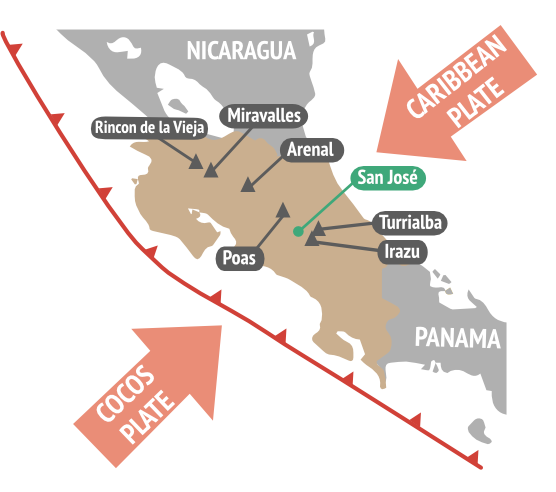 NICARAGUA
CARIBBEAN
PLATE
Rincon de la Vieja
Miravalles
Arenal
San José
Turrialba
Irazu
Poas
PANAMA
COCOS
PLATE